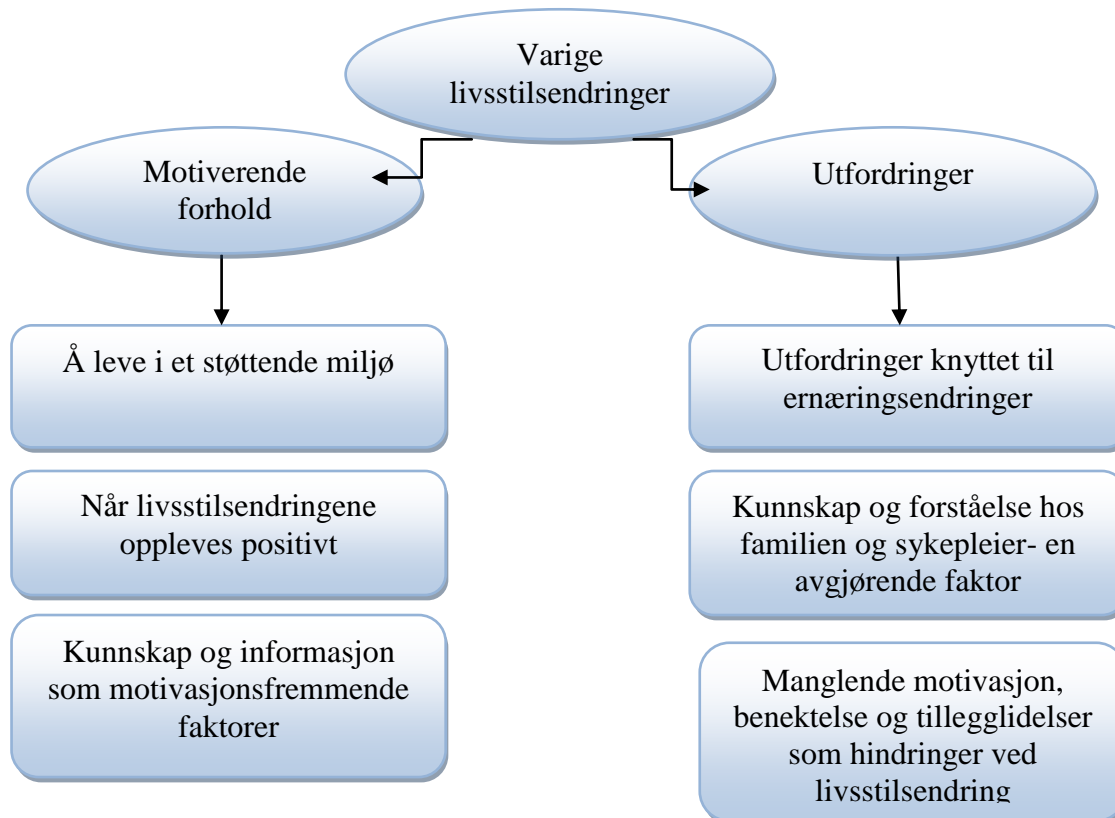 Varige
livsstilsendringer
Motiverende
forhold
Utfordringer
Å leve i et støttende miljø
Når livsstilsendringene
oppleves positivt
Kunnskap og informasjon
som motivasjonsfremmende
faktorer
Utfordringer knyttet til
ernæringsendringer
Kunnskap og forståelse hos
familien og sykepleier- en
avgjørende faktor
Manglende motivasjon,
benektelse og tillegglidelser
som hindringer ved
livsstilsendring